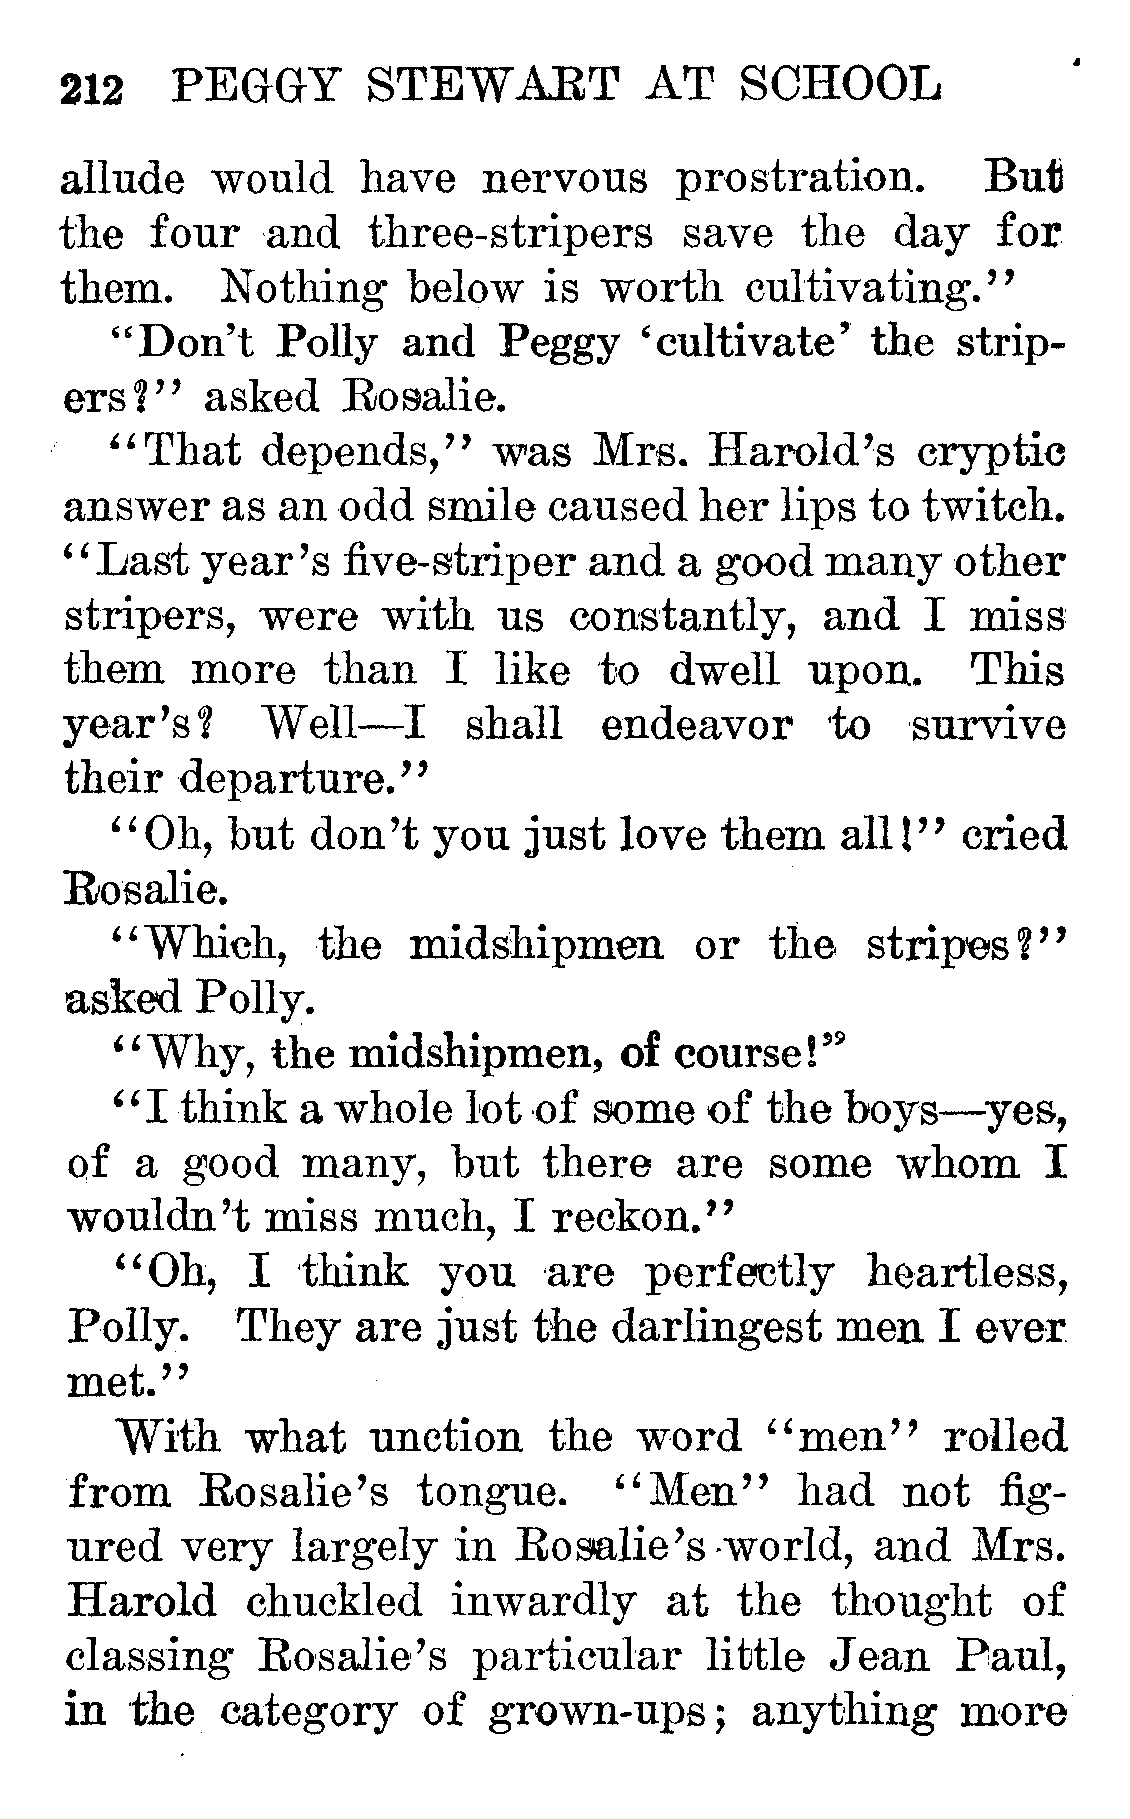 212 PEGGY STEWART AT SCHOOL
allude would have nervous prostration. But
the four and three-stripers save the day for
them. Nothing below is worth cultivating.”
“Don’t Polly and Peggy ‘cultivate’ the strip-
ers?” asked Rosalie.
“That depends,” was Mrs. Harold’s cryptic
answer as an odd smile caused her lips to twitch.
“Last year’s five-striper and a good many other
stripers, were with us constantly, and I miss
them more than I like to dwell upon. This
year’s? Well—I shall endeavor to survive
their departure.”
“Oh, but don’t you just love them all!” cried
Rosalie.
“Which, the midshipmen or the stripes?”
asked Polly.
“Why, the midshipmen, of course!”
“I think a whole lot of some of the boys—yes,
of a good many, but there are some whom I
wouldn’t miss much, I reckon.”
“Oh, I think you are perfectly heartless,
Polly. They are just the darlingest men I ever
met.”
With what unction the word “men” rolled
from Rosalie’s tongue. “Men” had not fig-
ured very largely in Rosalie’s world, and Mrs.
Harold chuckled inwardly at the thought of
classing Rosalie’s particular little Jean Paul,
in the category of grown-ups; anything more